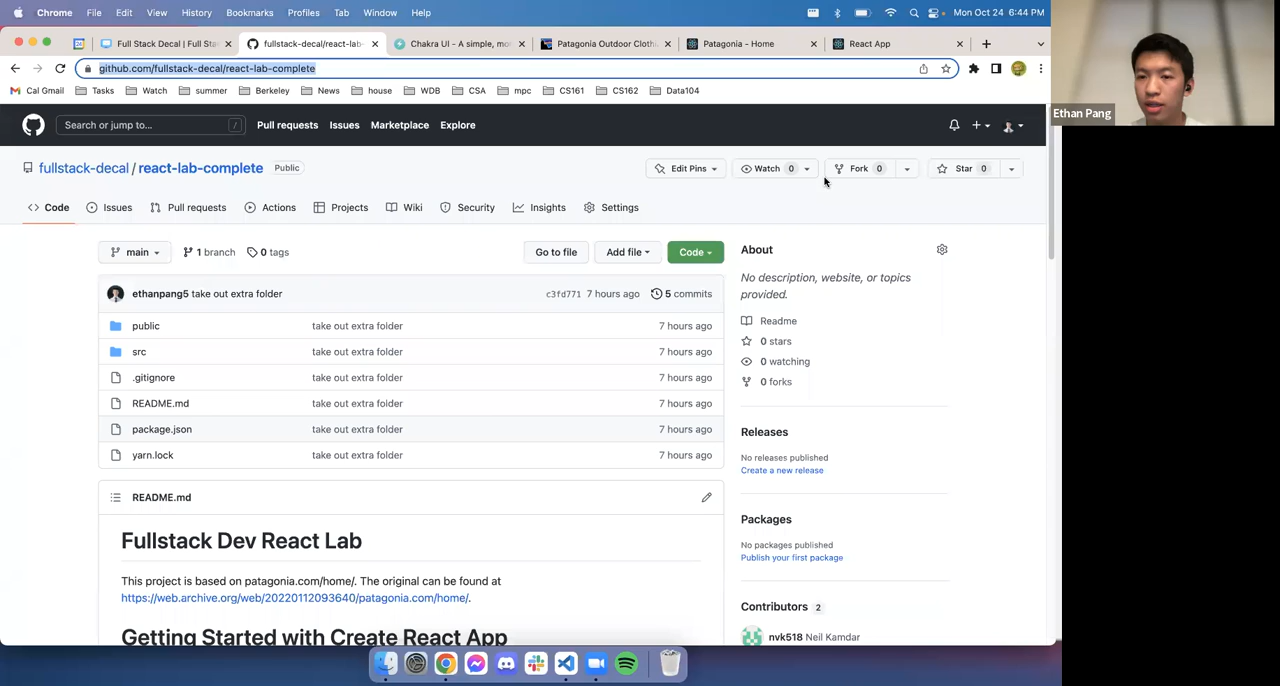 Chrome File Edit View History Bookmarks Profiles Tab Window Help Mon Oct 24 6:44 PM
Full Stack Decal | Full Sta fullstack-decal/react-lab- Chakra UI - A simple, mo Patagonia Outdoor Clothi Patagonia - Home React App
github.com/fullstack-decal/react-lab-complete
Cal Gmail Tasks Watch summer Berkeley News house WDB CSA mpc CS161 CS162 Data104
Ethan Pang
Search or jump to... / Pull requests Issues Marketplace Explore
fullstack-decal / react-lab-complete Public Edit Pins Watch 0 Fork 0 Star 0
Code Issues Pull requests Actions Projects Wiki Security Insights Settings
main 1 branch 0 tags Go to file Add file Code
ethanpang5 take out extra folder c3fd771 7 hours ago 5 commits
public take out extra folder 7 hours ago
src take out extra folder 7 hours ago
.gitignore take out extra folder 7 hours ago
README.md take out extra folder 7 hours ago
package.json take out extra folder 7 hours ago
yarn.lock take out extra folder 7 hours ago
README.md
Fullstack Dev React Lab
This project is based on patagonia.com/home/. The original can be found at
https://web.archive.org/web/20220112093640/patagonia.com/home/.
Getting Started with Create React App
About
No description, website, or topics
provided.
Readme
0 stars
0 watching
0 forks
Releases
No releases published
Create a new release
Packages
No packages published
Publish your first package
Contributors 2
nvk518 Neil Kamdar